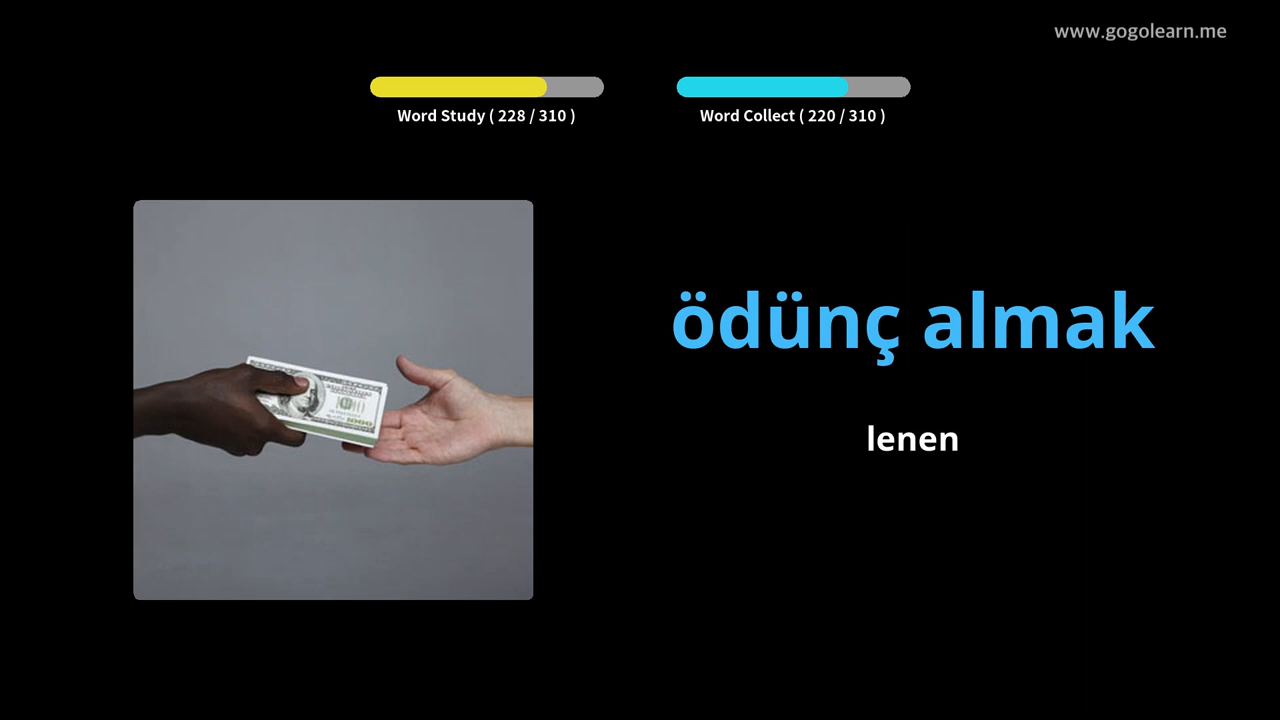 www.gogolearn.me
Word Study ( 228 / 310 )
Word Collect ( 220 / 310 )
ödünç almak
lenen